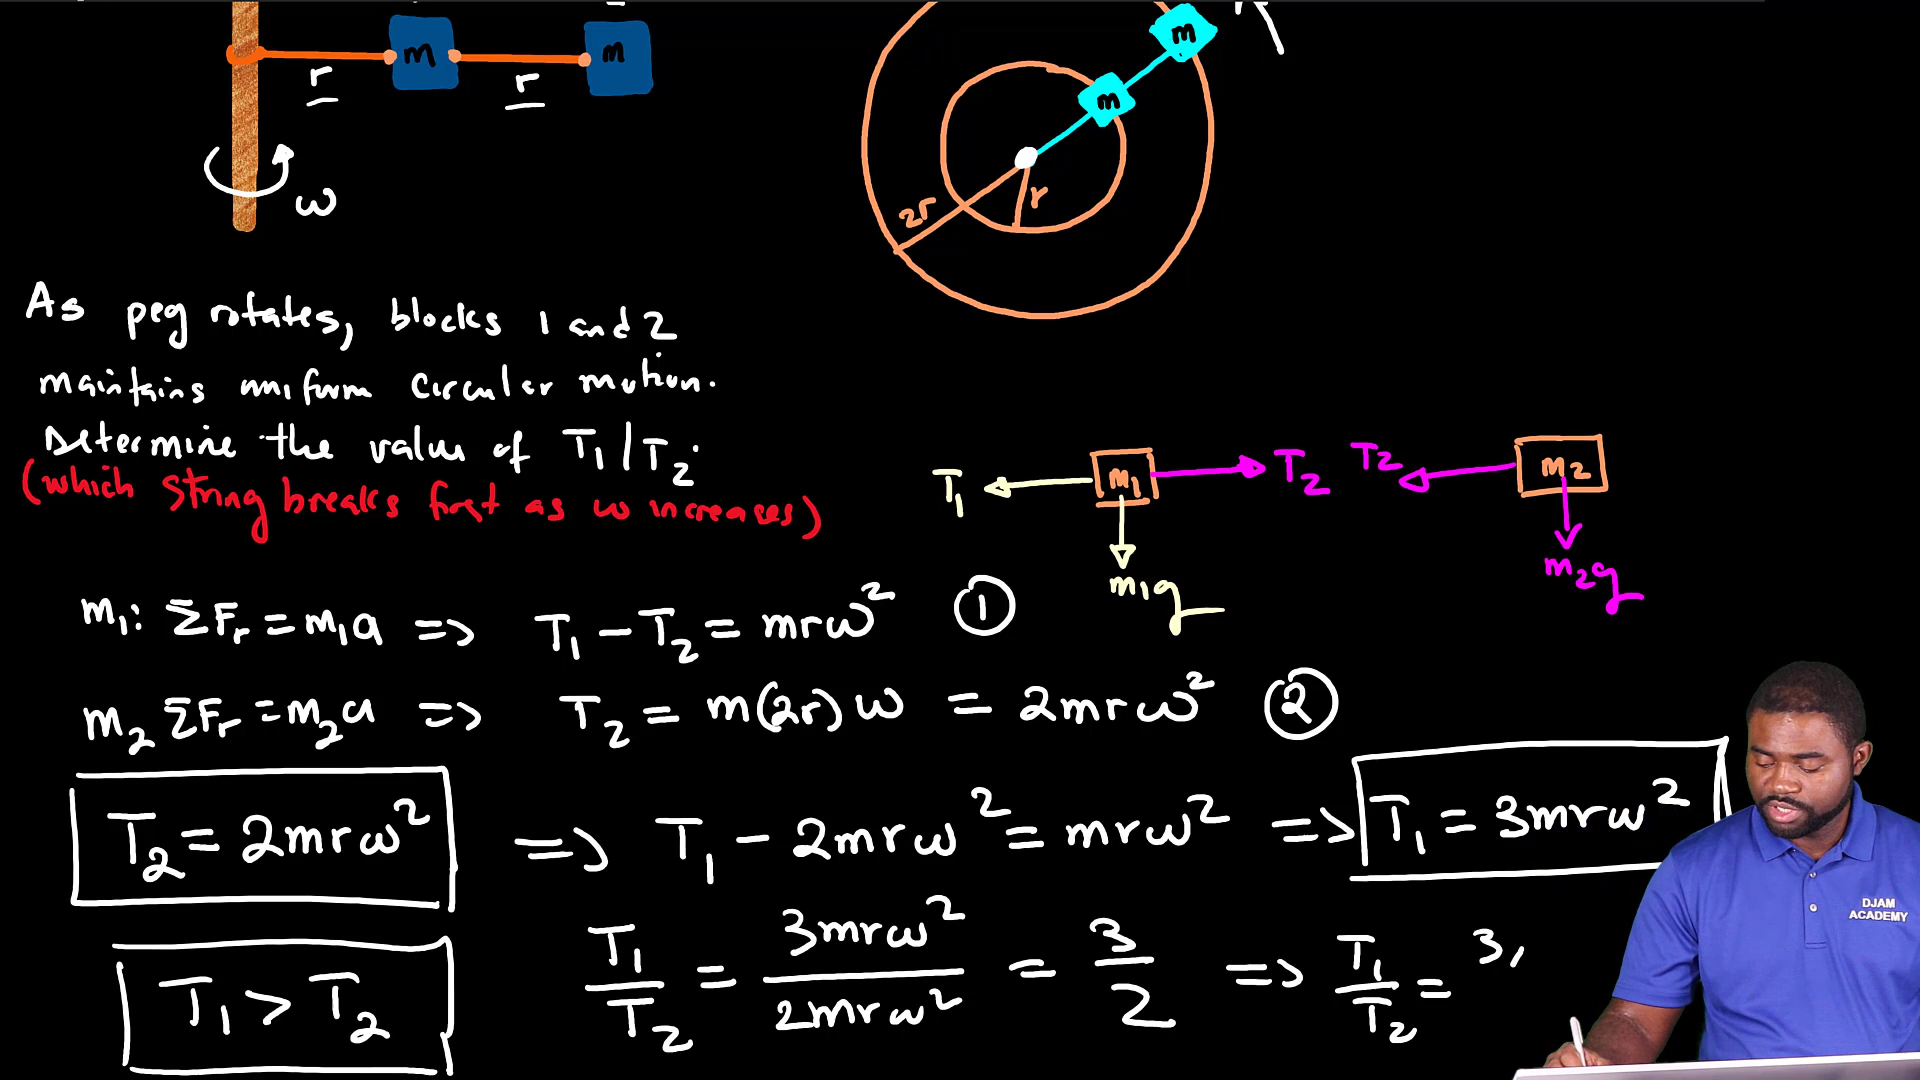 m m
r r
ω
m
m
2r r
As peg rotates, blocks 1 and 2
maintains uniform circular motion.
Determine the value of T₁/T₂.
(which string breaks first as ω increases)
T₁ m₁ T₂ T₂ m₂
m₁g m₂g
m₁: ΣFᵣ = m₁a => T₁ - T₂ = mrω² ①
m₂ ΣFᵣ = m₂a => T₂ = m(2r)ω = 2mrω² ②
T₂ = 2mrω² => T₁ - 2mrω² = mrω² => T₁ = 3mrω²
T₁ > T₂ T₁/T₂ = 3mrω²/2mrω² = 3/2 => T₁/T₂ = 3,
DJAM
ACADEMY